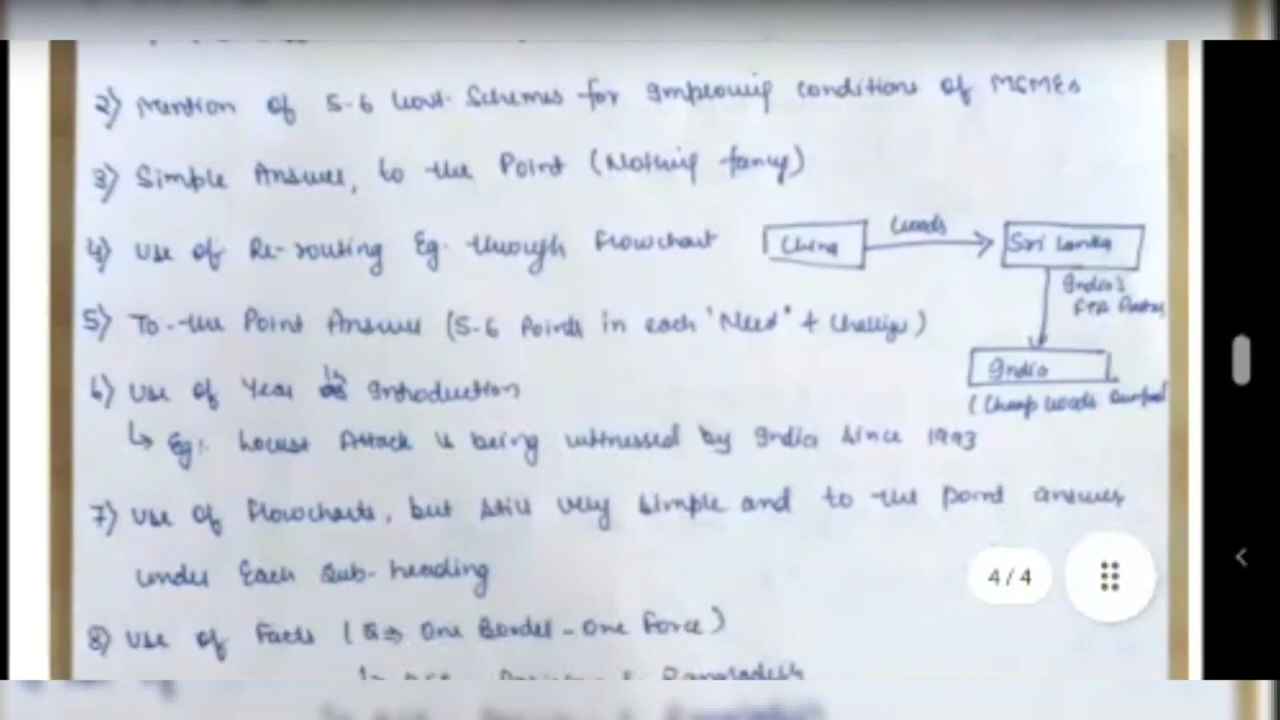 2) Mention of 5-6 Govt. Schemes for Improving conditions of MSMEs
3) Simple Answer, to the Point (Nothing fancy)
4) Use of Re-routing Eg. through Flowchart
China
Goods
Sri Lanka
India's
FTA
India
(Cheap Goods
5) To-the Point Answer (5-6 Points in each "Need" +
6) Use of Year in Introduction
↳ Eg:- Locust Attack is being witnessed by India since 1993
7) Use of Flowcharts, but still very simple and to the point answer
under Each Sub-heading
8) Use of Facts ( One Border-One Force)
& Bangladesh
4/4